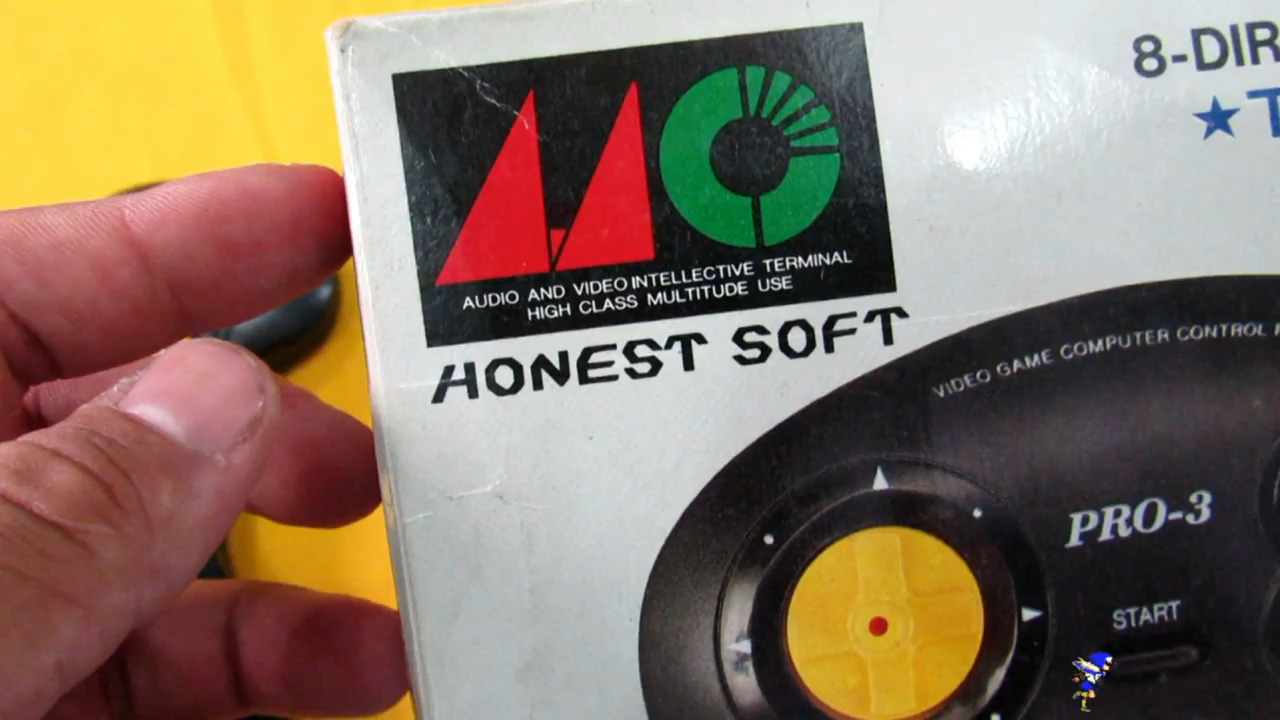 8-DIR
★T
AUDIO AND VIDEO INTELLECTIVE TERMINAL
HIGH CLASS MULTITUDE USE
HONEST SOFT
VIDEO GAME COMPUTER CONTROL
PRO-3
START